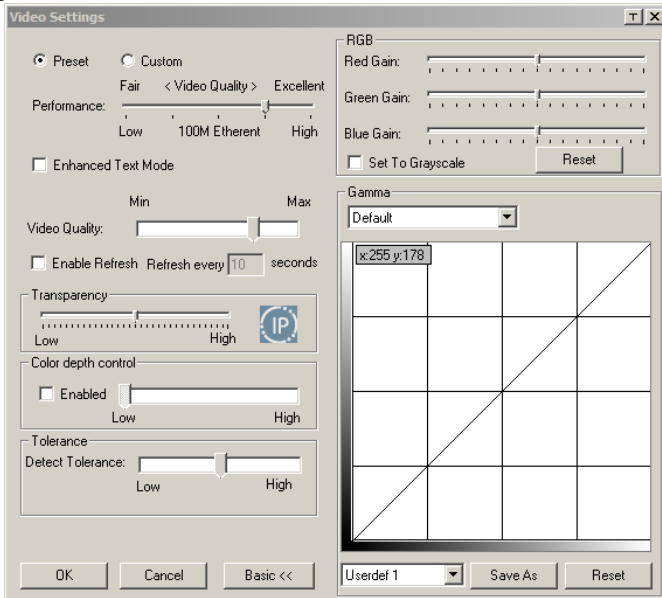 Video Settings
Preset Custom
Fair < Video Quality > Excellent
Performance:
Low 100M Etherent High
Enhanced Text Mode
Min Max
Video Quality:
Enable Refresh Refresh every 10 seconds
Transparency
Low High
IP
Color depth control
Enabled
Low High
Tolerance
Detect Tolerance:
Low High
OK Cancel Basic <<
RGB
Red Gain:
Green Gain:
Blue Gain:
Set To Grayscale Reset
Gamma
Default
x:255 y:178
Userdef 1 Save As Reset